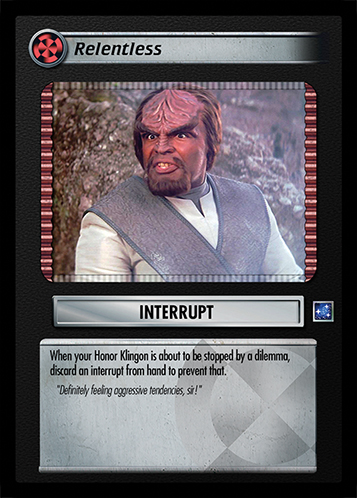 Relentless
INTERRUPT
When your Honor Klingon is about to be stopped by a dilemma,
discard an interrupt from hand to prevent that.
"Definitely feeling aggressive tendencies, sir!"